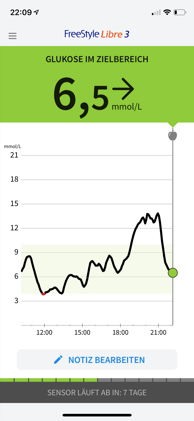 22:09
FreeStyle Libre 3
GLUKOSE IM ZIELBEREICH
6,5 mmol/L
mmol/L
21
18
15
12
9
6
3
12:00 15:00 18:00 21:00
NOTIZ BEARBEITEN
SENSOR LÄUFT AB IN: 7 TAGE